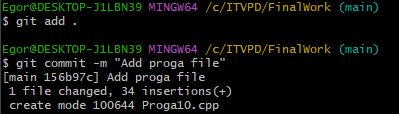 Egor@DESKTOP-J1LBN39 MINGW64 /c/ITVPD/FinalWork (main)
$ git add .
Egor@DESKTOP-J1LBN39 MINGW64 /c/ITVPD/FinalWork (main)
$ git commit -m "Add proga file"
[main 156b97c] Add proga file
 1 file changed, 34 insertions(+)
 create mode 100644 Proga10.cpp